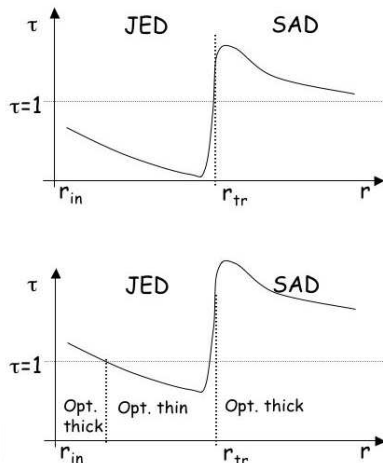 τ JED SAD
τ=1
r_in r_tr r
τ JED SAD
τ=1
Opt. thick Opt. thin Opt. thick
r_in r_tr r